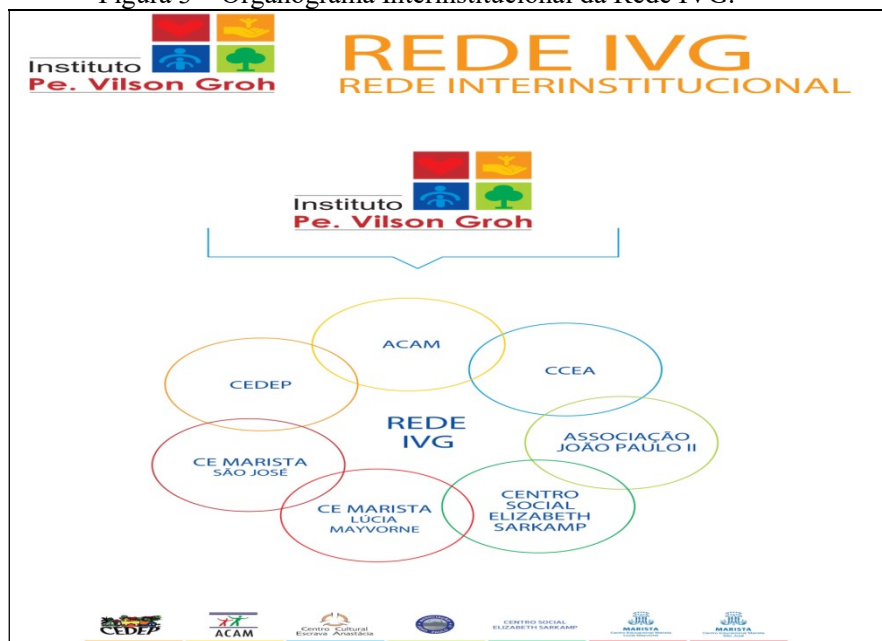 Figura 3 – Organograma Interinstitucional da Rede IVG.
Instituto
Pe. Vilson Groh
REDE IVG
REDE INTERINSTITUCIONAL
Instituto
Pe. Vilson Groh
ACAM
CEDEP
CCEA
REDE
IVG
ASSOCIAÇÃO
JOÃO PAULO II
CE MARISTA
SÃO JOSÉ
CE MARISTA
LÚCIA
MAYVORNE
CENTRO
SOCIAL
ELIZABETH
SARKAMP
CEDEP
ACAM
Centro Cultural
Escrava Anastácia
CENTRO SOCIAL
ELIZABETH SARKAMP
MARISTA
MARISTA